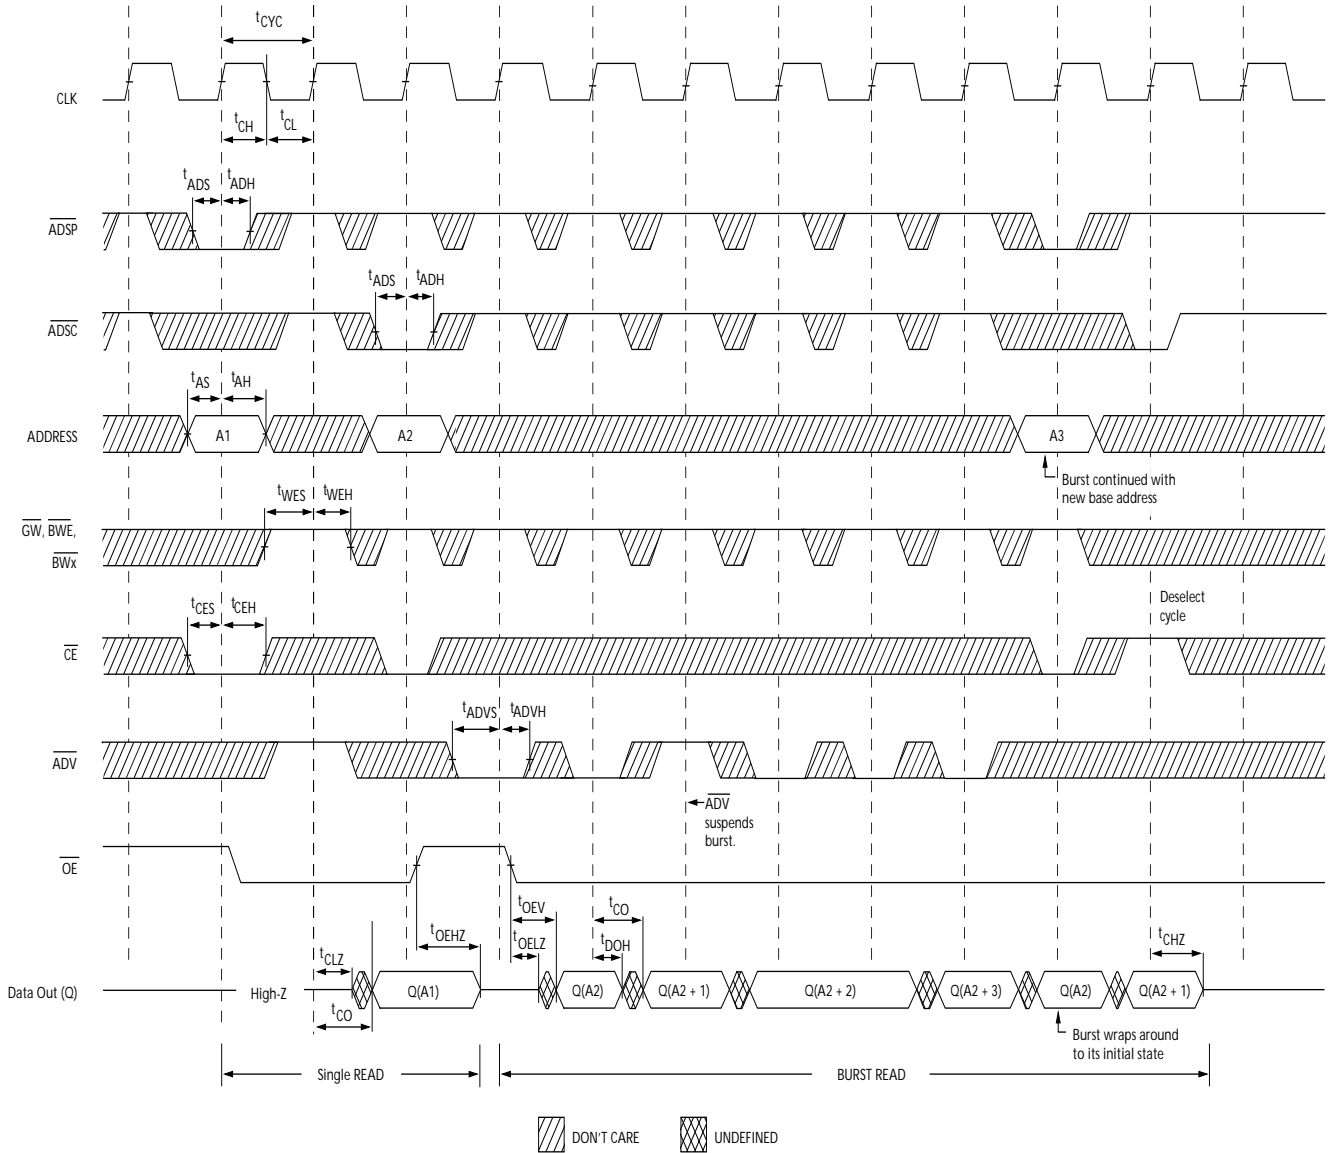 tCYC
CLK
tCH
tCL
tADS
tADH
ADSP
tADS
tADH
ADSC
tAS
tAH
ADDRESS
A1
A2
A3
Burst continued with
new base address
tWES
tWEH
GW, BWE,
BWx
Deselect
cycle
tCES
tCEH
CE
tADVS
tADVH
ADV
ADV
suspends
burst.
OE
tOEHZ
tOEV
tCO
tOELZ
tDOH
tCHZ
tCLZ
Data Out (Q)
High-Z
Q(A1)
Q(A2)
Q(A2 + 1)
Q(A2 + 2)
Q(A2 + 3)
Q(A2)
Q(A2 + 1)
tCO
Burst wraps around
to its initial state
Single READ
BURST READ
DON'T CARE
UNDEFINED